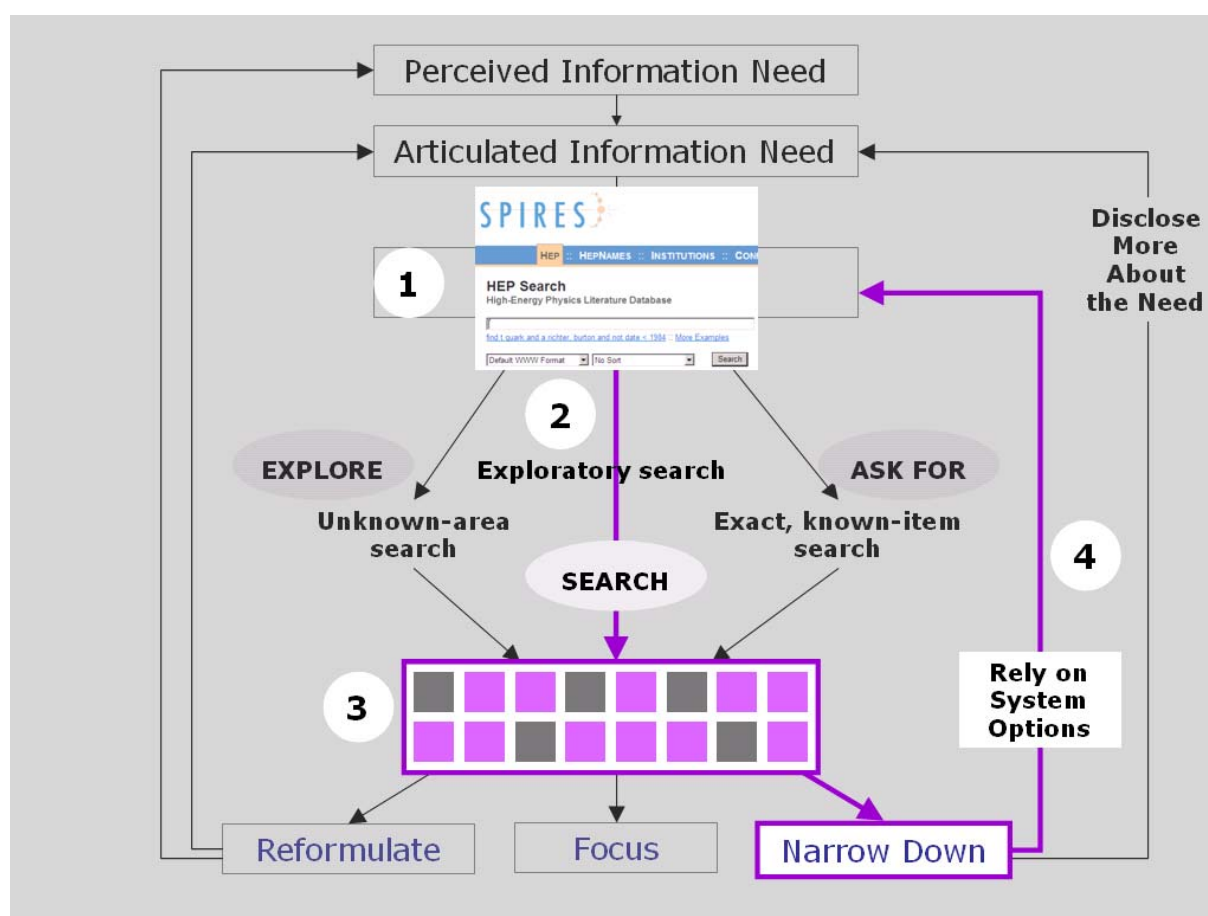 Perceived Information Need
Articulated Information Need
SPIRES
HEP :: HEPNAMES :: INSTITUTIONS :: CON
HEP Search
High-Energy Physics Literature Database
find t quark and a richter, burton and not date < 1984 :: More Examples
Default WWW Format
No Sort
Search
1
Disclose
More
About
the Need
2
EXPLORE
Exploratory search
ASK FOR
Unknown-area
search
Exact, known-item
search
4
SEARCH
3
Rely on
System
Options
Reformulate
Focus
Narrow Down